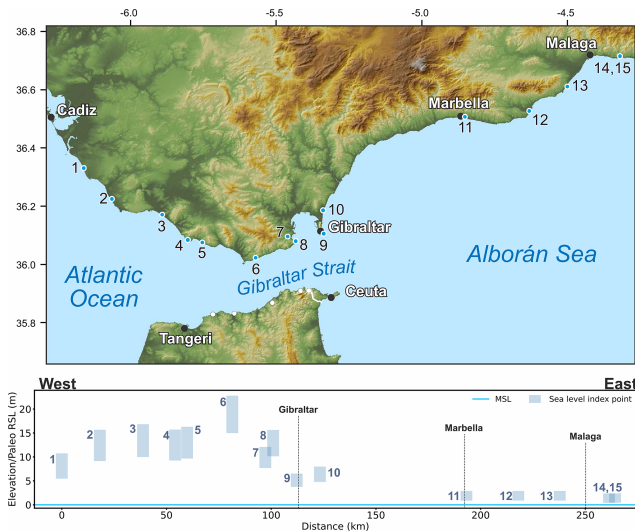 -6.0 -5.5 -5.0 -4.5
36.8
Malaga
14,15
36.6
13
Cadiz
Marbella
11
12
36.4
1
2
36.2
3
10
Gibraltar
7
4
5
8
9
6
Atlantic
Ocean
Gibraltar Strait
Alborán Sea
36.0
Ceuta
35.8
Tangeri
West East
Elevation/Paleo RSL (m)
MSL Sea level index point
20
15
10
5
0
1
2
3
4
5
6
7
8
9
10
11
12
13
14,15
Gibraltar
Marbella
Malaga
0 50 100 150 200 250
Distance (km)